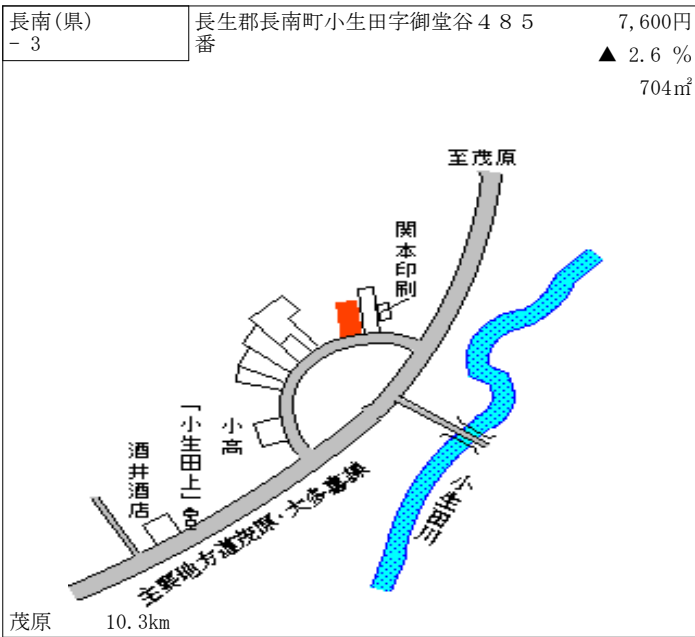 長南(県)
- 3
長生郡長南町小生田字御堂谷４８５
番
7,600円
▲ 2.6 %
704㎡
至茂原
関本印刷
小高
「小生田上」
酒井酒店
主要地方道茂原・大多喜線
小生田川
茂原 10.3km